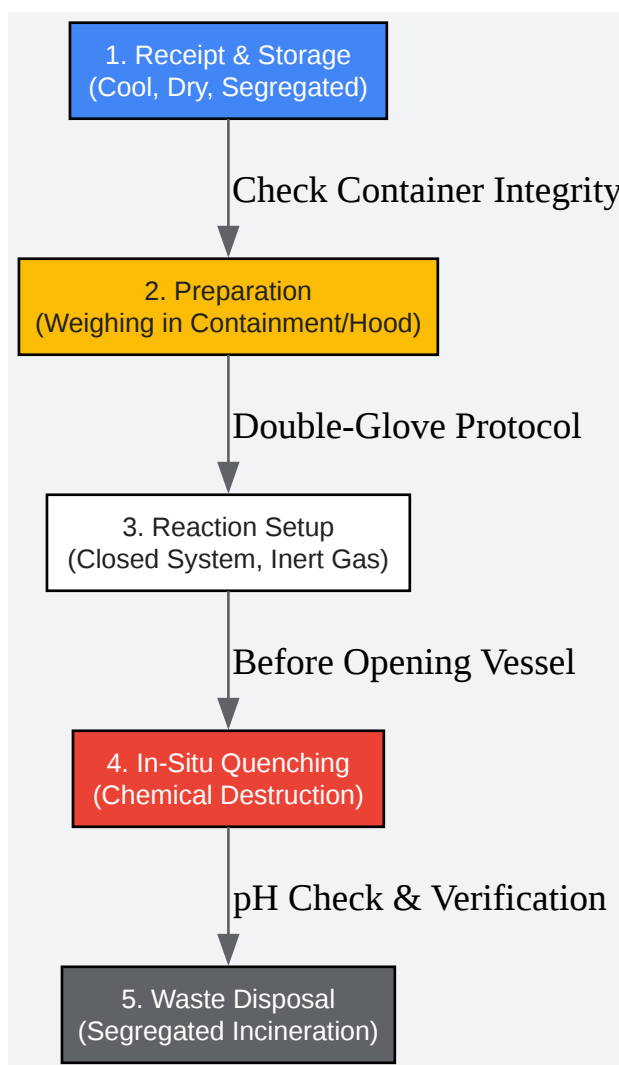 1. Receipt & Storage
(Cool, Dry, Segregated)
Check Container Integrity
2. Preparation
(Weighing in Containment/Hood)
Double-Glove Protocol
3. Reaction Setup
(Closed System, Inert Gas)
Before Opening Vessel
4. In-Situ Quenching
(Chemical Destruction)
pH Check & Verification
5. Waste Disposal
(Segregated Incineration)